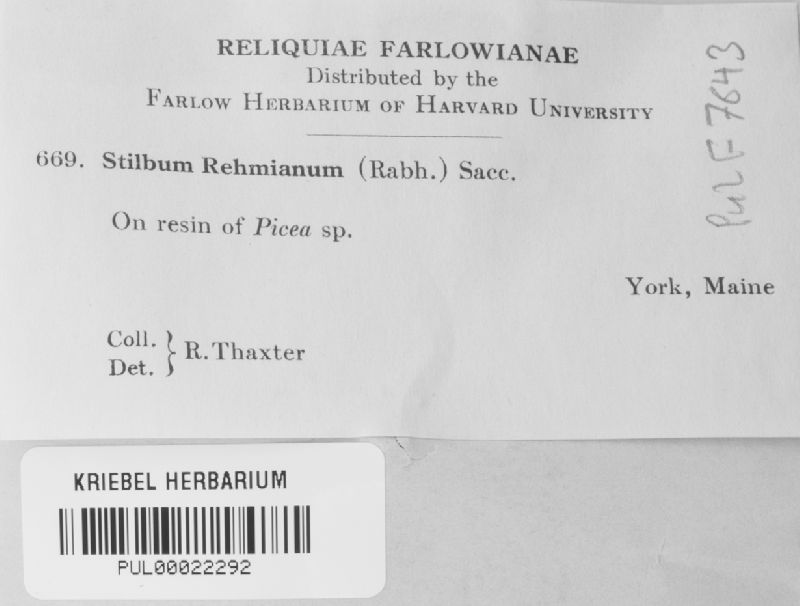 RELIQUIAE FARLOWIANAE
Distributed by the
FARLOW HERBARIUM OF HARVARD UNIVERSITY
669. Stilbum Rehmianum (Rabh.) Sacc.
On resin of Picea sp.
York, Maine
Coll.
Det. } R. Thaxter
Pul F 7643
KRIEBEL HERBARIUM
PUL00022292